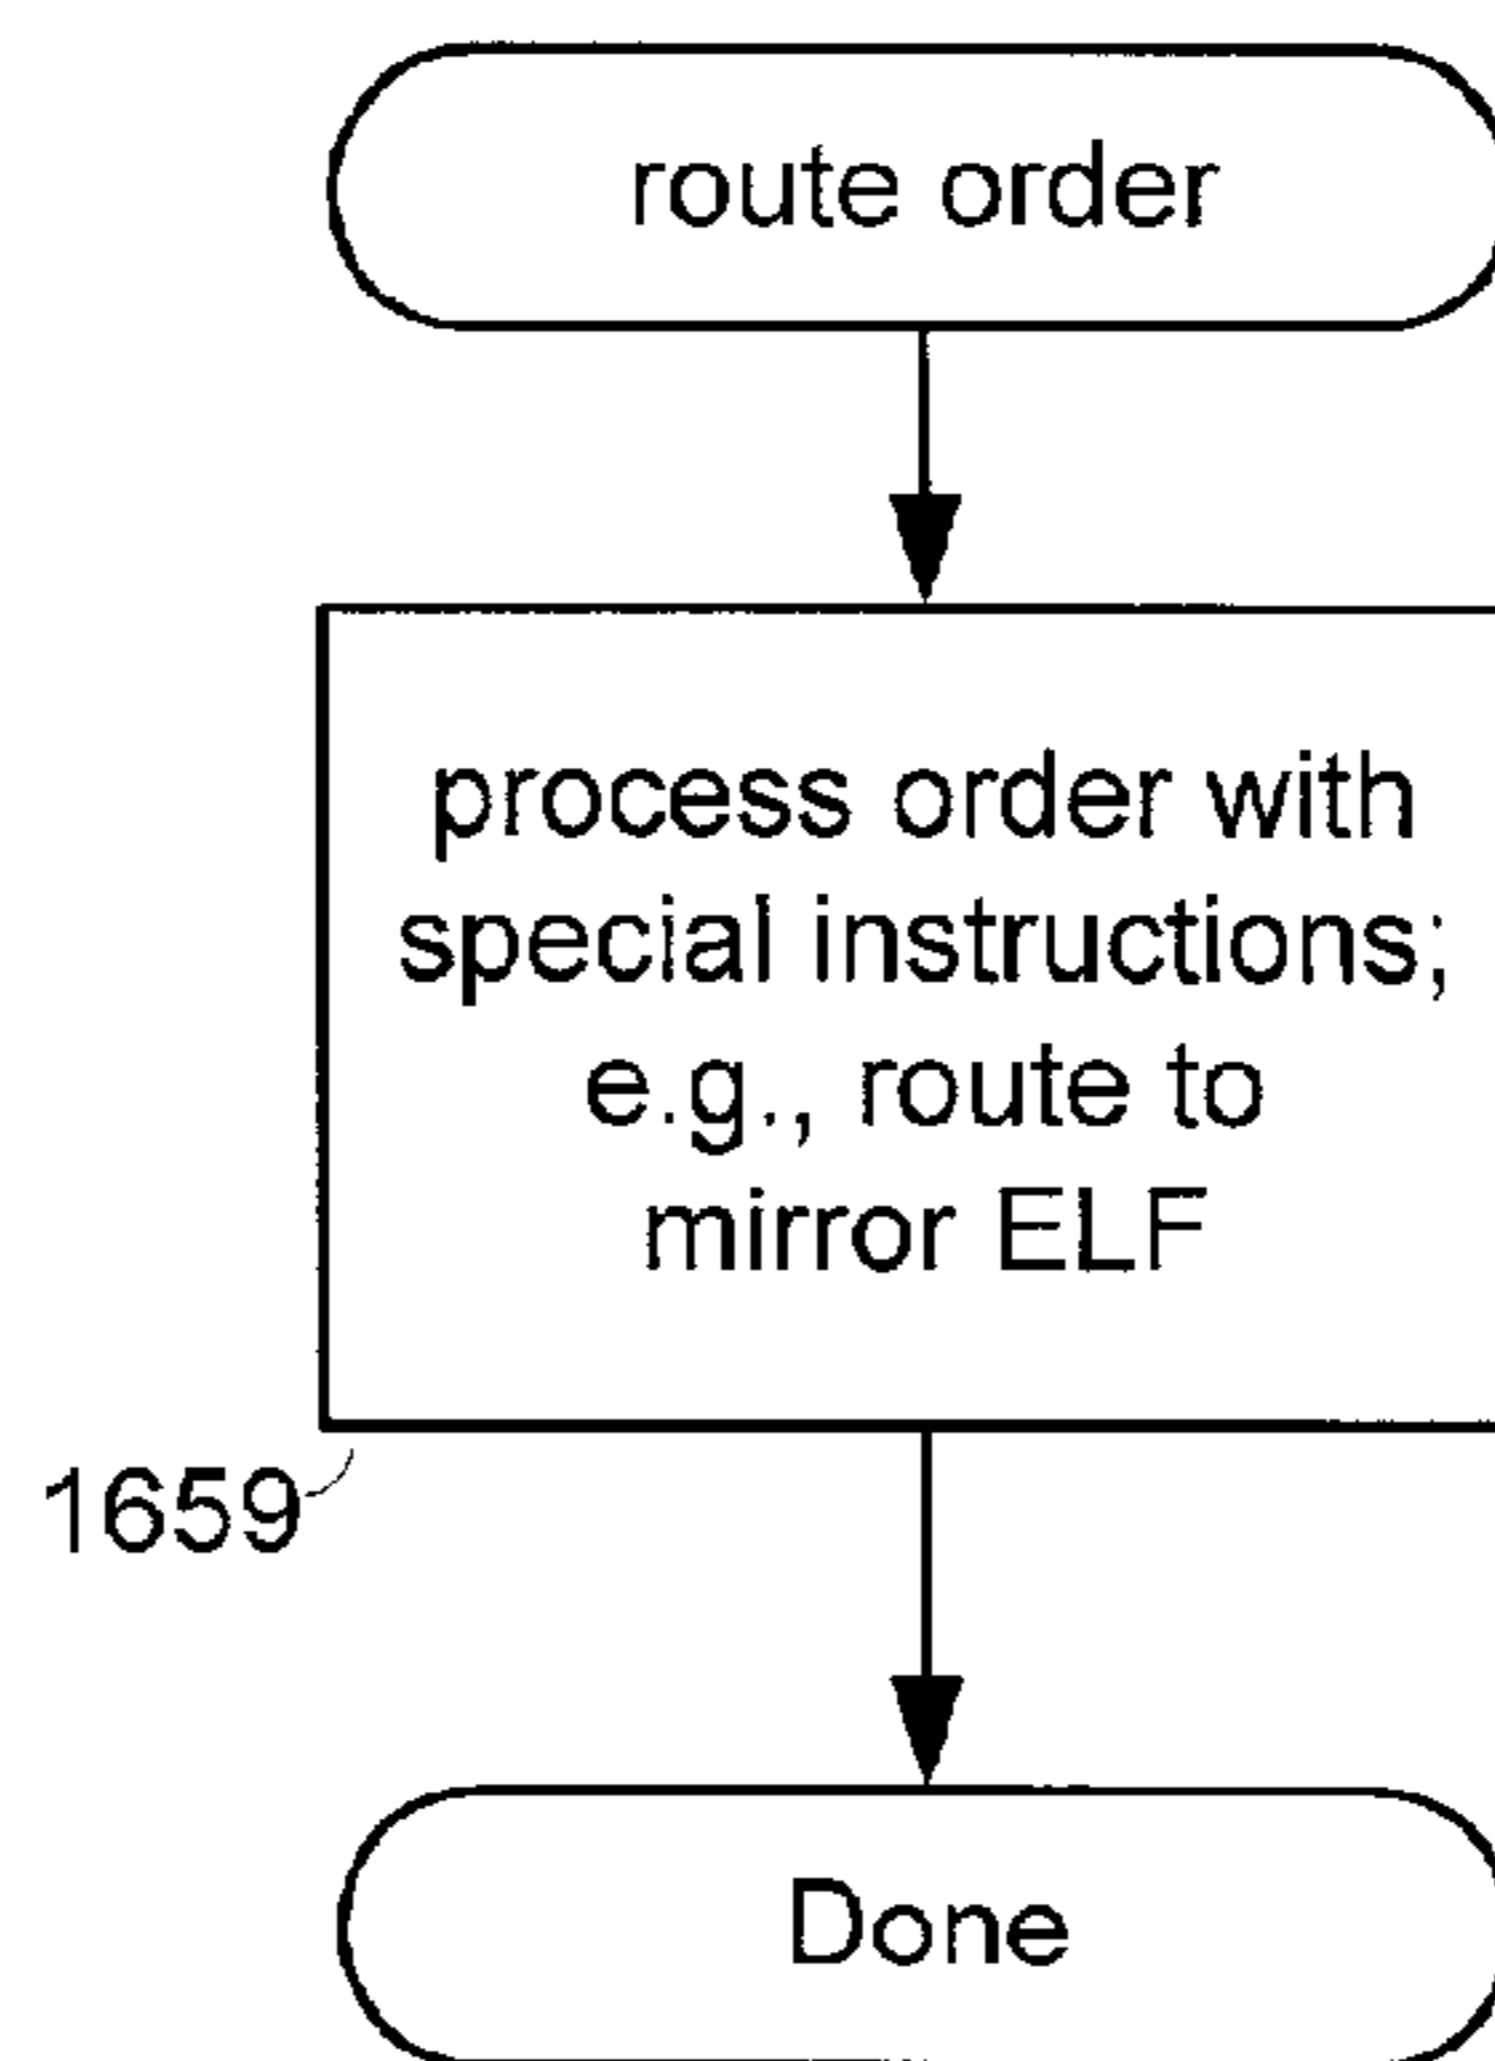 route order
process order with
special instructions;
e.g., route to
mirror ELF
1659
Done